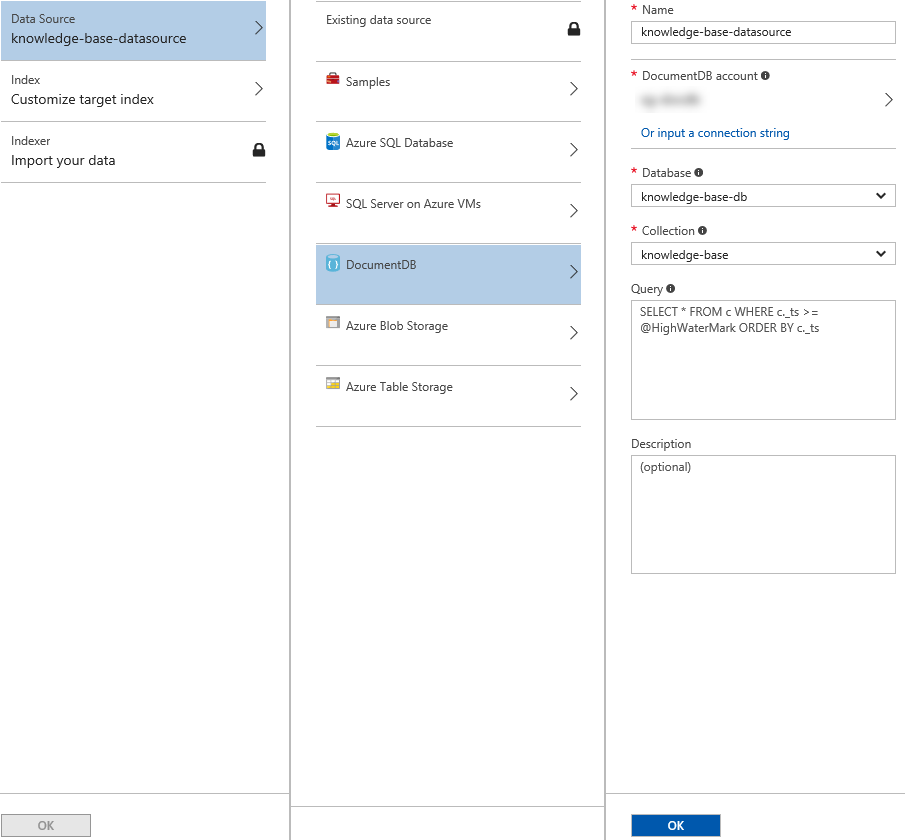 Data Source
knowledge-base-datasource
Index
Customize target index
Indexer
Import your data
OK
Existing data source
Samples
Azure SQL Database
SQL Server on Azure VMs
DocumentDB
Azure Blob Storage
Azure Table Storage
* Name
knowledge-base-datasource
* DocumentDB account
Or input a connection string
* Database
knowledge-base-db
* Collection
knowledge-base
Query
SELECT * FROM c WHERE c._ts >=
@HighWaterMark ORDER BY c._ts
Description
(optional)
OK